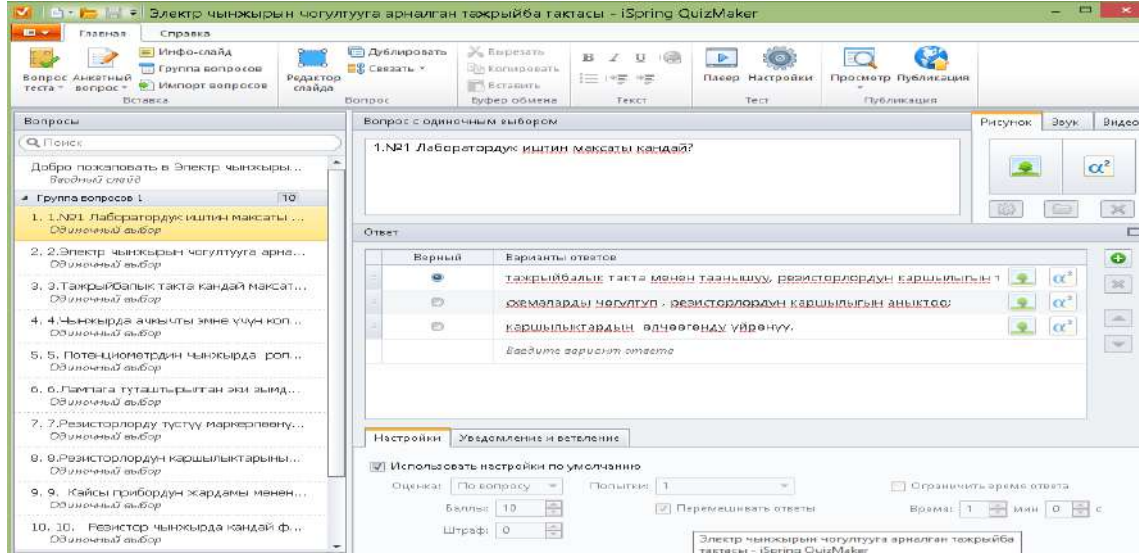 Электр чынжырын чогултууга арналган тажрыйба тактасы - iSpring QuizMaker
Главная Справка
Вопрос теста Анкетный вопрос Инфо-слайд Группа вопросов Импорт вопросов
Вставка
Редактор слайда Дублировать Связать
Вопрос
Вырезать Копировать Вставить
Буфер обмена
Текст
Плеер Настройки
Тест
Просмотр Публикация
Публикация
Вопросы
Поиск
Добро пожаловать в Электр чынжыры...
Вводный слайд
Группа вопросов 1 10
1. 1.№1 Лаборатордук иштин максаты ...
Одиночный выбор
2. 2.Электр чынжырын чогултууга арна...
Одиночный выбор
3. 3.Тажрыйбалык такта кандай максат...
Одиночный выбор
4. 4.Чынжырда ачкычты эмне үчүн кол...
Одиночный выбор
5. 5. Потенциометрдин чынжырда рол...
Одиночный выбор
6. 6.Лампага туташтырылган эки зымд...
Одиночный выбор
7. 7.Резисторлорду түстүү маркерлөөнү...
Одиночный выбор
8. 8.Резисторлордун каршылыктарыны...
Одиночный выбор
9. 9. Кайсы прибордун жардамы менен...
Одиночный выбор
10. 10. Резистор чынжырда кандай ф...
Одиночный выбор
Вопрос с одиночным выбором
1.№1 Лаборатордук иштин максаты кандай?
Рисунок Звук Видео
Ответ
Верный Варианты ответов
тажрыйбалык такта менен таанышуу, резисторлордун каршылыгын т
схемаларды чогултуп , резисторлордун каршылыгын аныктоо;
каршылыктардын өлчөөгөндү үйрөнүү.
Введите вариант ответа
Настройки Уведомление и ветвление
Использовать настройки по умолчанию
Оценка: По вопросу Попытки: 1 Ограничить время ответа
Баллы: 10 Перемешивать ответы Время: 1 мин 0 с
Штраф: 0
Электр чынжырын чогултууга арналган тажрыйба
тактасы - iSpring QuizMaker